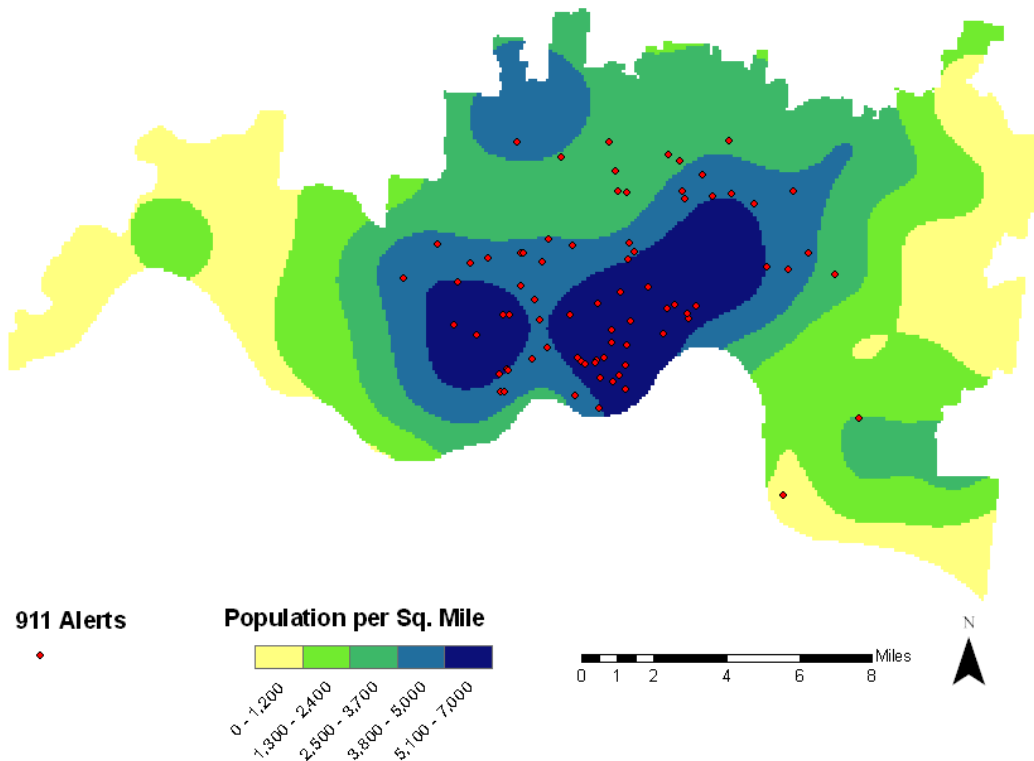 911 Alerts
Population per Sq. Mile
0 - 1,200
1,300 - 2,400
2,500 - 3,700
3,800 - 5,000
5,100 - 7,000
Miles
0 1 2 4 6 8
N